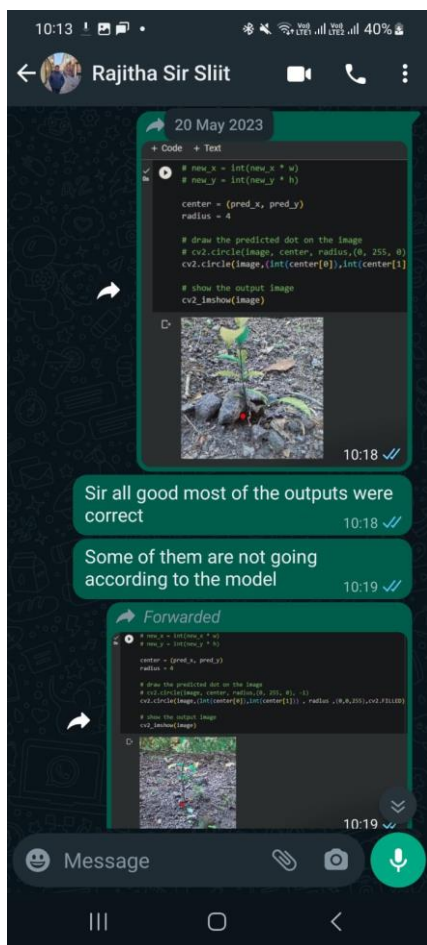 10:13 Vo) LTE1 Vo) LTE2 40%
Rajitha Sir Sliit
20 May 2023
+ Code + Text
0s
# new_x = int(new_x * w)
# new_y = int(new_y * h)
center = (pred_x, pred_y)
radius = 4
# draw the predicted dot on the image
# cv2.circle(image, center, radius,(0, 255, 0)
cv2.circle(image,(int(center[0]),int(center[1]
# show the output image
cv2_imshow(image)
10:18
Sir all good most of the outputs were
correct
10:18
Some of them are not going
according to the model
10:19
Forwarded
# new_x = int(new_x * w)
# new_y = int(new_y * h)
center = (pred_x, pred_y)
radius = 4
# draw the predicted dot on the image
# cv2.circle(image, center, radius,(0, 255, 0), -1)
cv2.circle(image,(int(center[0]),int(center[1])) , radius ,(0,0,255),cv2.FILLED)
# show the output image
cv2_imshow(image)
10:19
Message